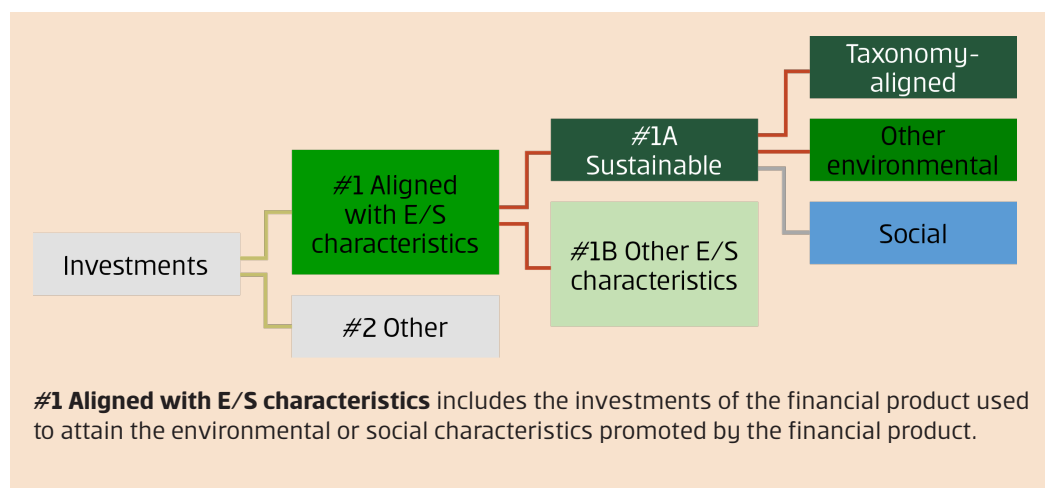 Taxonomy-
aligned
#1A
Sustainable
Other
environmental
#1 Aligned
with E/S
characteristics
Social
#1B Other E/S
characteristics
Investments
#2 Other
#1 Aligned with E/S characteristics includes the investments of the financial product used
to attain the environmental or social characteristics promoted by the financial product.